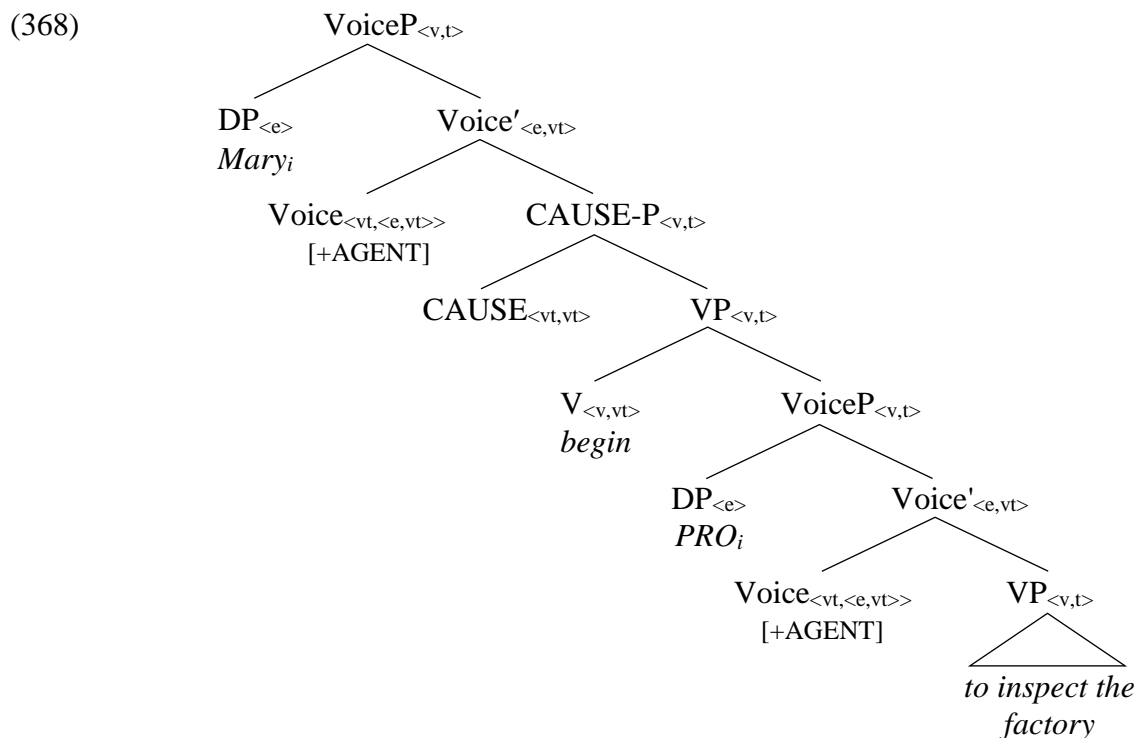 (368) VoiceP<v,t>
DP<e> Voice'<e,vt>
Maryi
Voice<vt,<e,vt>> CAUSE-P<v,t>
[+AGENT]
CAUSE<vt,vt> VP<v,t>
V<v,vt> VoiceP<v,t>
begin
DP<e> Voice'<e,vt>
PROi
Voice<vt,<e,vt>> VP<v,t>
[+AGENT]
to inspect the
factory